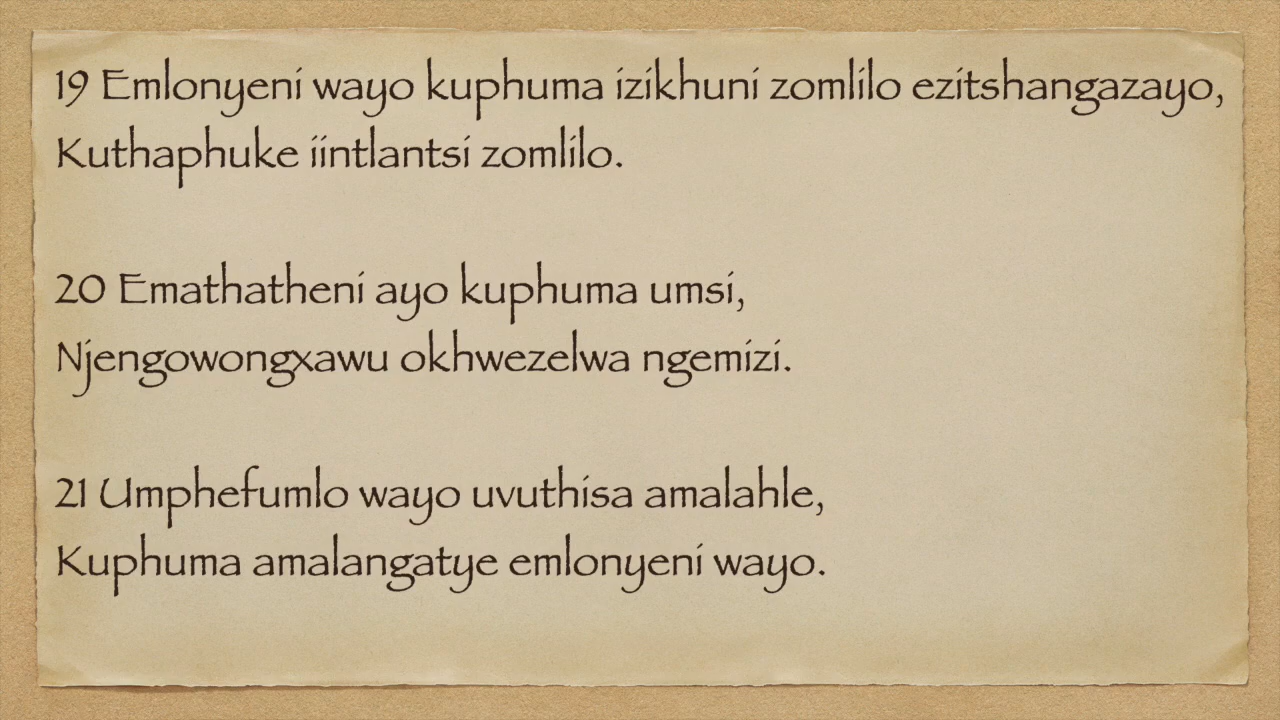 19 Emlonyeni wayo kuphuma izikhuni zomlilo ezitshangazayo,
Kuthaphuke iintlantsi zomlilo.
20 Emathatheni ayo kuphuma umsi,
Njengowongxawu okhwezelwa ngemizi.
21 Umphefumlo wayo uvuthisa amalahle,
Kuphuma amalangatye emlonyeni wayo.